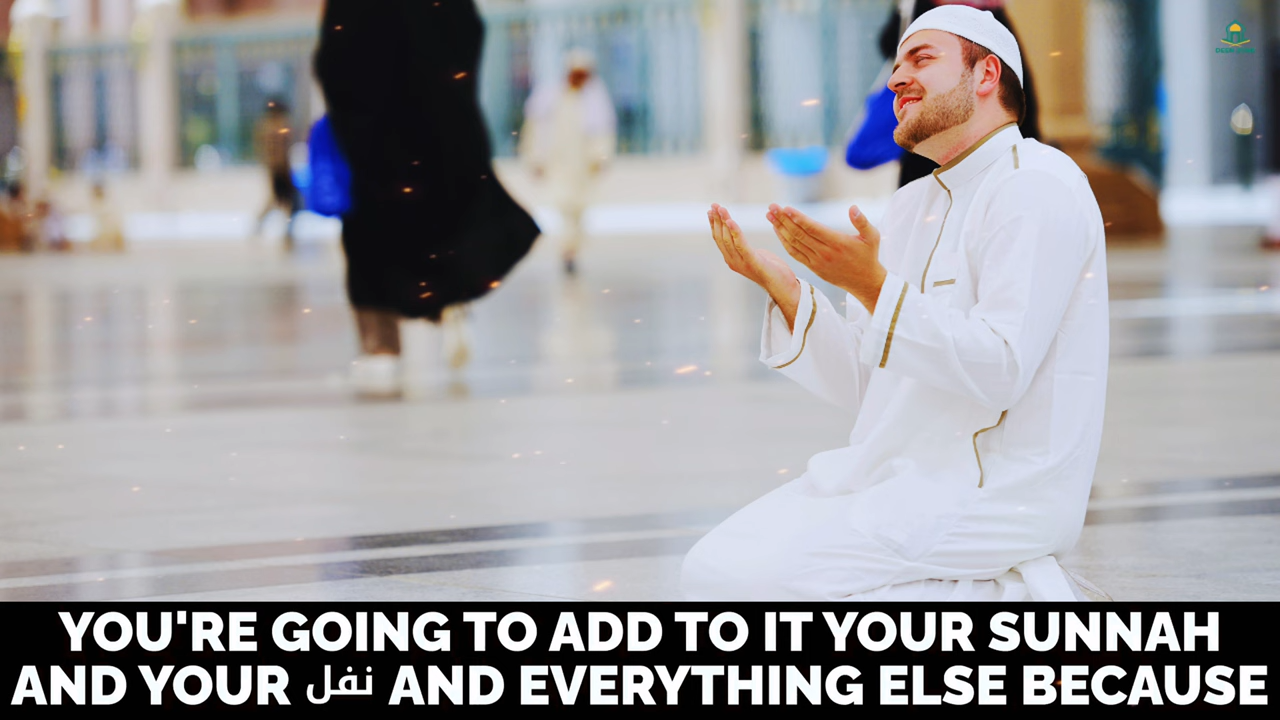 YOU'RE GOING TO ADD TO IT YOUR SUNNAH
AND YOUR نفل AND EVERYTHING ELSE BECAUSE